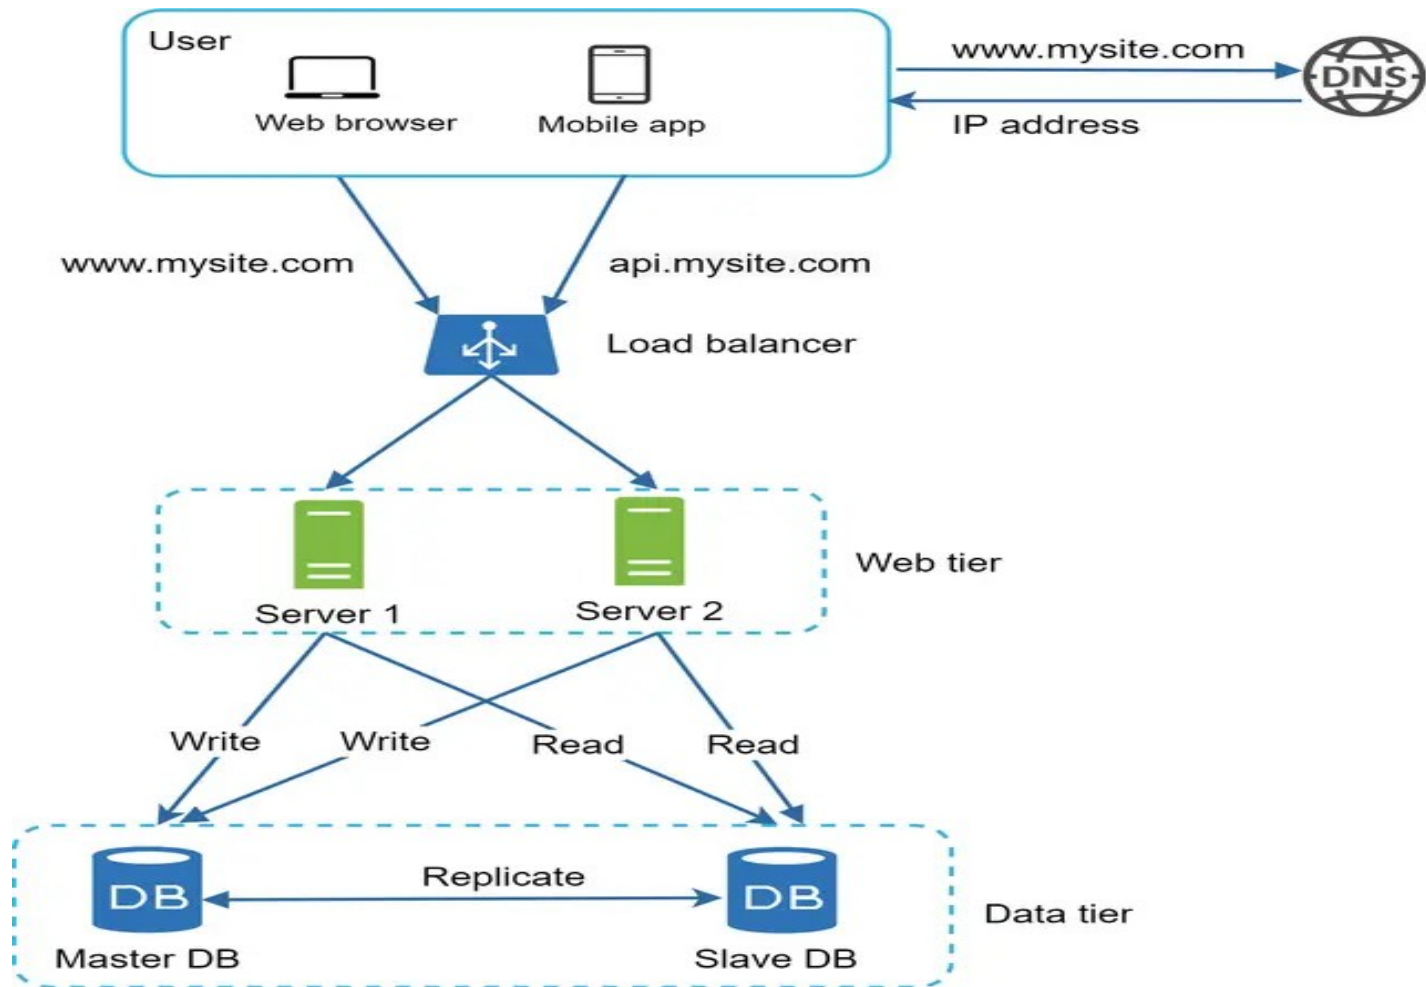 User
www.mysite.com
DNS
Web browser
Mobile app
IP address
www.mysite.com
api.mysite.com
Load balancer
Web tier
Server 1
Server 2
Write
Write
Read
Read
Replicate
DB
DB
Data tier
Master DB
Slave DB